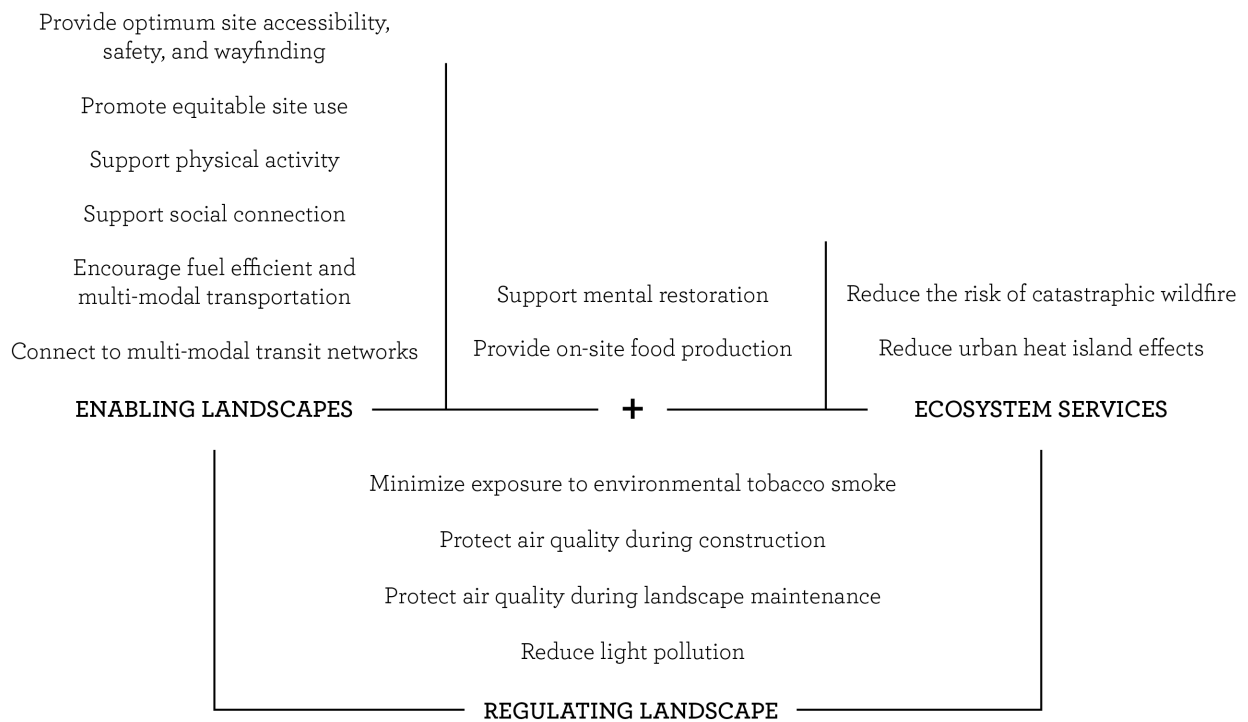 Provide optimum site accessibility,
safety, and wayfinding
Promote equitable site use
Support physical activity
Support social connection
Encourage fuel efficient and
multi-modal transportation
Connect to multi-modal transit networks
Support mental restoration
Provide on-site food production
Reduce the risk of catastraphic wildfire
Reduce urban heat island effects
ENABLING LANDSCAPES
+
ECOSYSTEM SERVICES
Minimize exposure to environmental tobacco smoke
Protect air quality during construction
Protect air quality during landscape maintenance
Reduce light pollution
REGULATING LANDSCAPE